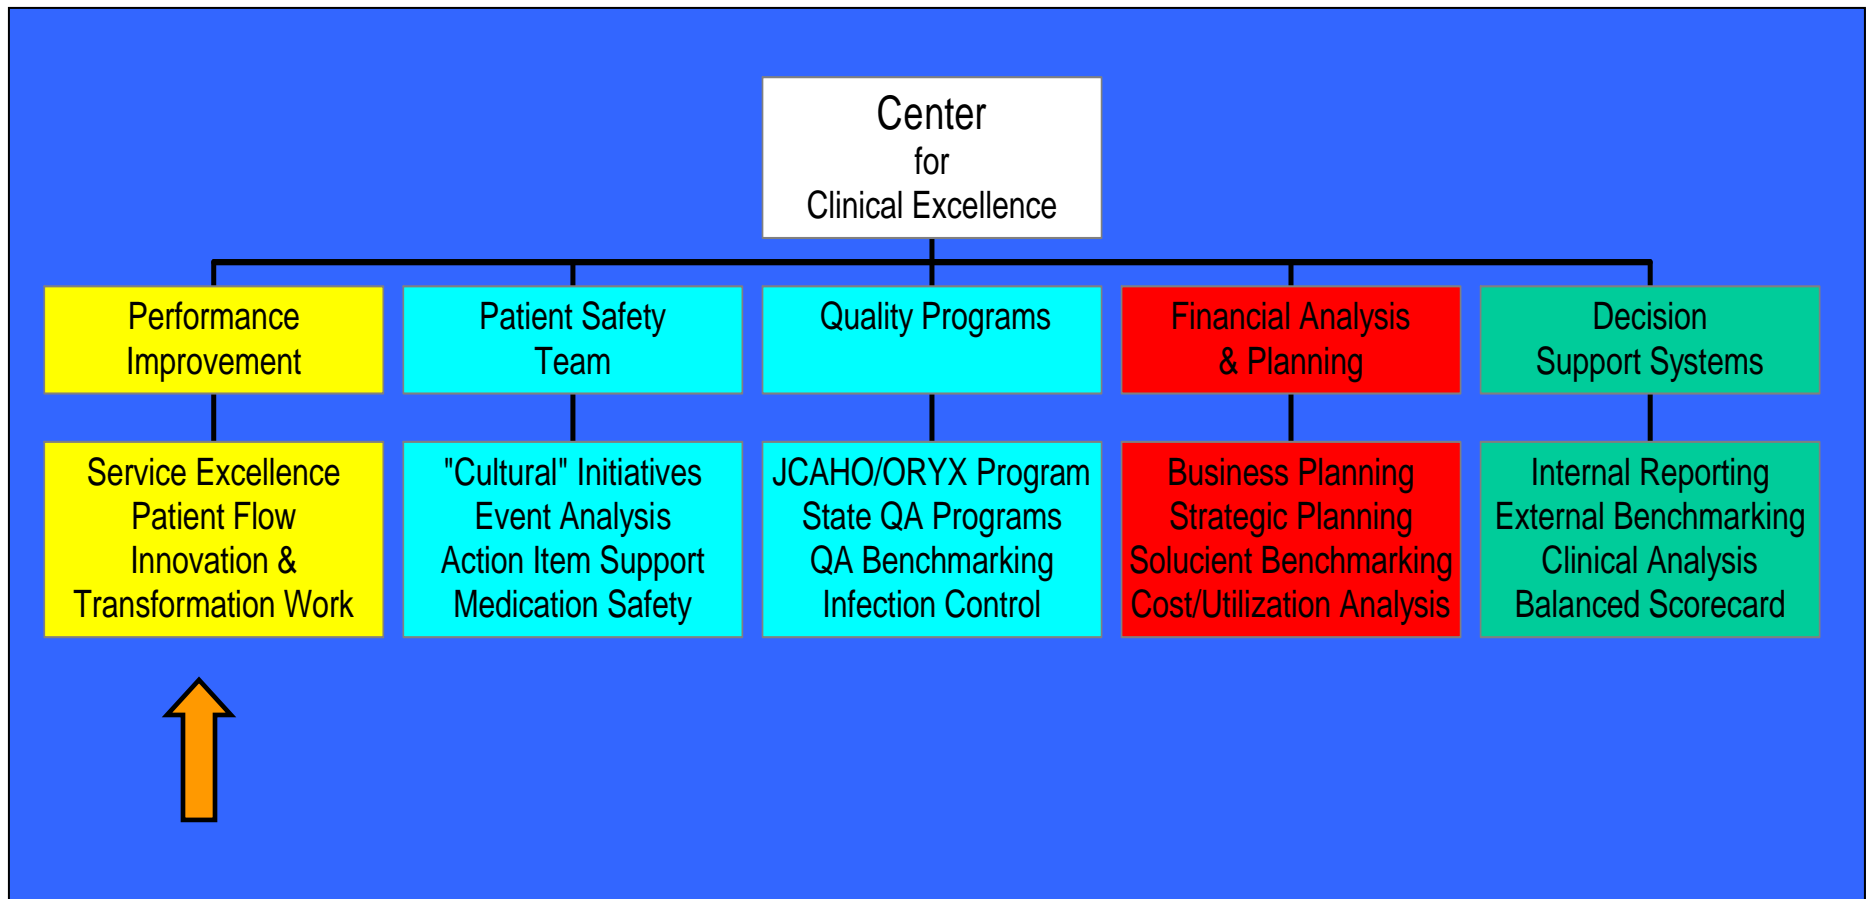 Center
for
Clinical Excellence
Performance
Improvement
Patient Safety
Team
Quality Programs
Financial Analysis
& Planning
Decision
Support Systems
Service Excellence
Patient Flow
Innovation &
Transformation Work
"Cultural" Initiatives
Event Analysis
Action Item Support
Medication Safety
JCAHO/ORYX Program
State QA Programs
QA Benchmarking
Infection Control
Business Planning
Strategic Planning
Solucient Benchmarking
Cost/Utilization Analysis
Internal Reporting
External Benchmarking
Clinical Analysis
Balanced Scorecard